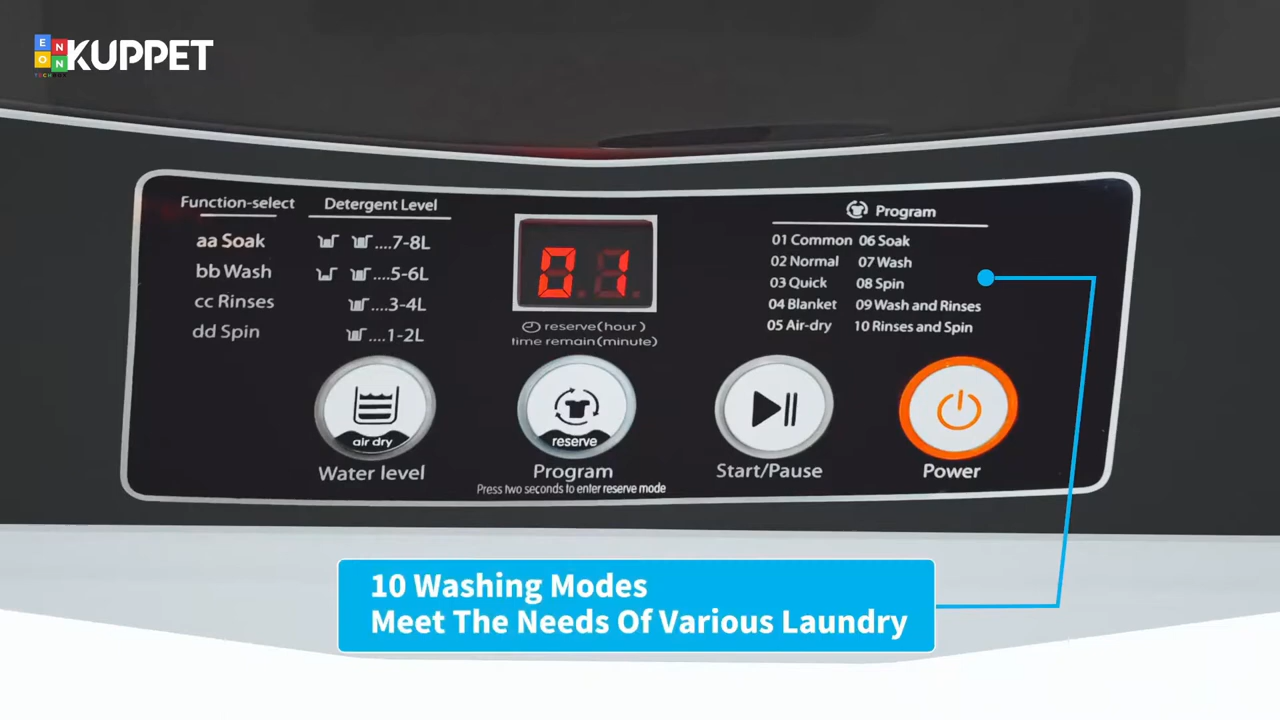 E N
O N
TECH
KUPPET
Function-select
aa Soak
bb Wash
cc Rinses
dd Spin
Detergent Level
....7-8L
....5-6L
....3-4L
....1-2L
01
reserve(hour)
time remain(minute)
Program
01 Common 06 Soak
02 Normal 07 Wash
03 Quick 08 Spin
04 Blanket 09 Wash and Rinses
05 Air-dry 10 Rinses and Spin
air dry
Water level
reserve
Program
Press two seconds to enter reserve mode
Start/Pause
Power
10 Washing Modes
Meet The Needs Of Various Laundry